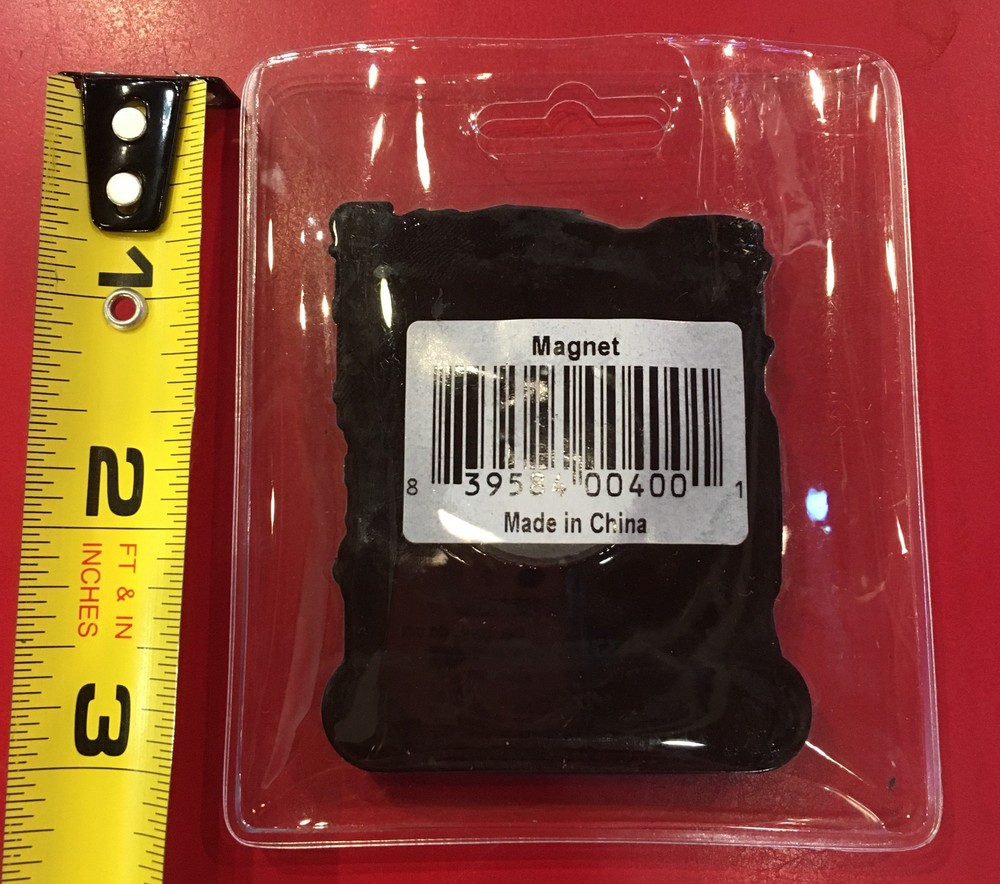 1
2
FT & IN
INCHES
3
Magnet
8 39584 00400 1
Made in China